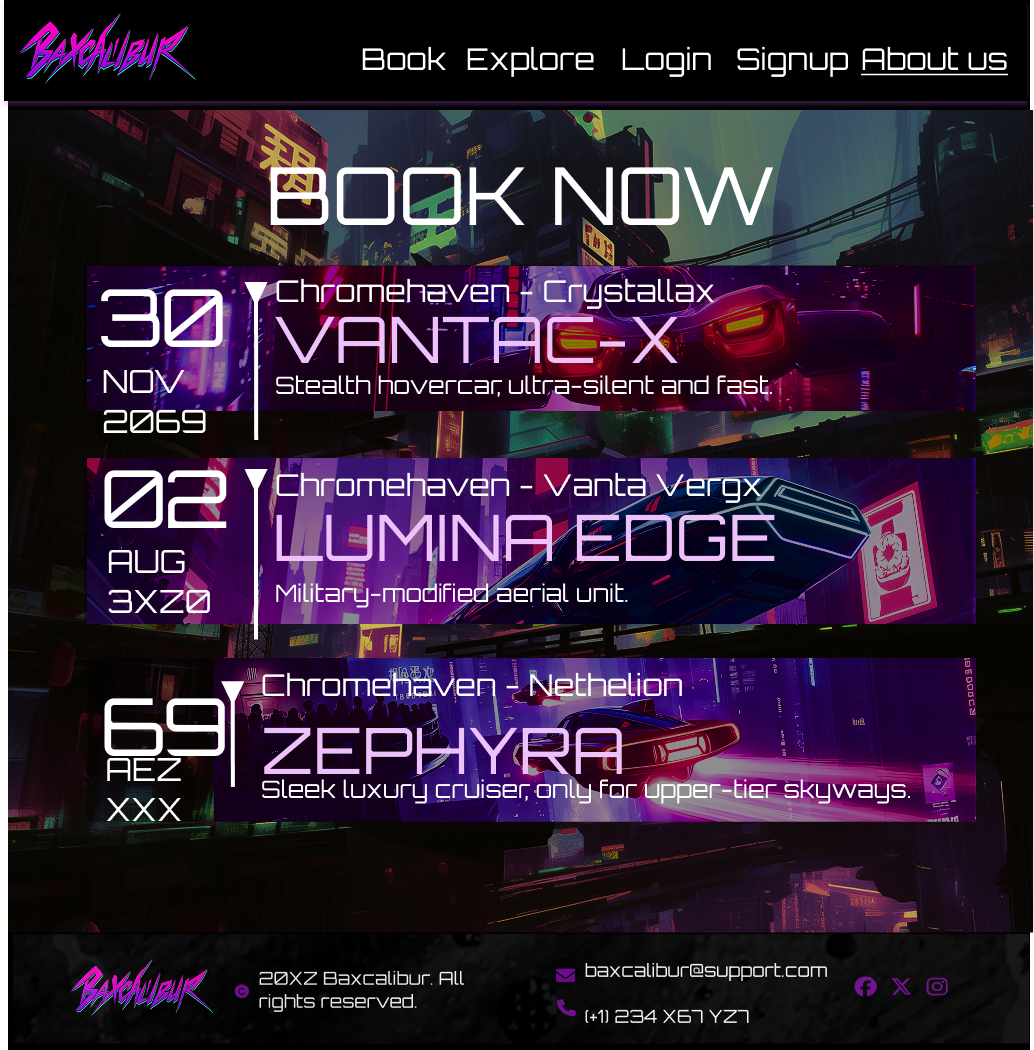 BAXCALIBUR
Book Explore Login Signup About us
BOOK NOW
30
NOV
2069
Chromehaven - Crystallax
VANTAC-X
Stealth hovercar, ultra-silent and fast.
02
AUG
3XZ0
Chromehaven - Vanta Vergx
LUMINA EDGE
Military-modified aerial unit.
69
AEZ
XXX
Chromehaven - Nethelion
ZEPHYRA
Sleek luxury cruiser, only for upper-tier skyways.
BAXCALIBUR
© 20XZ Baxcalibur. All
rights reserved.
baxcalibur@support.com
(+1) 234 X67 YZ7